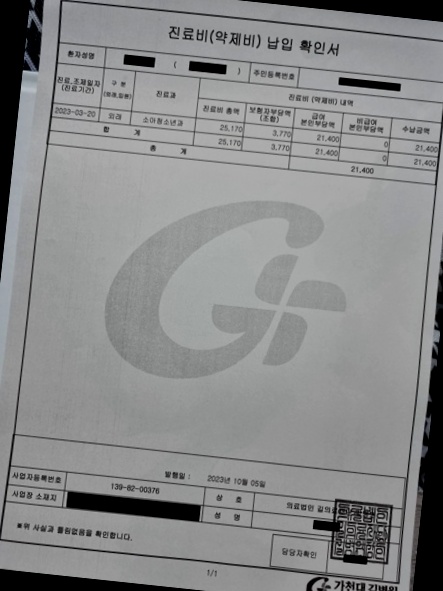 진료비(약제비) 납입 확인서
환자성명 ( ) 주민등록번호
진료.조제일자 (진료기간) 구 분 (외래,입원) 진료과 진료비 (약제비) 내역
진료비 총액 보험자부담액 (조합) 급여 본인부담액 비급여 본인부담액 수납금액
2023-03-20 외래 소아청소년과 25,170 3,770 21,400 0 21,400
합 계 25,170 3,770 21,400 0 21,400
총 계 21,400
발행일 : 2023년 10월 05일
사업자등록번호 139-82-00376 상 호 의료법인 길의료
사업장 소재지 성 명
■위 사실과 틀림없음을 확인합니다.
담당자확인
1/1
가천대 길병원